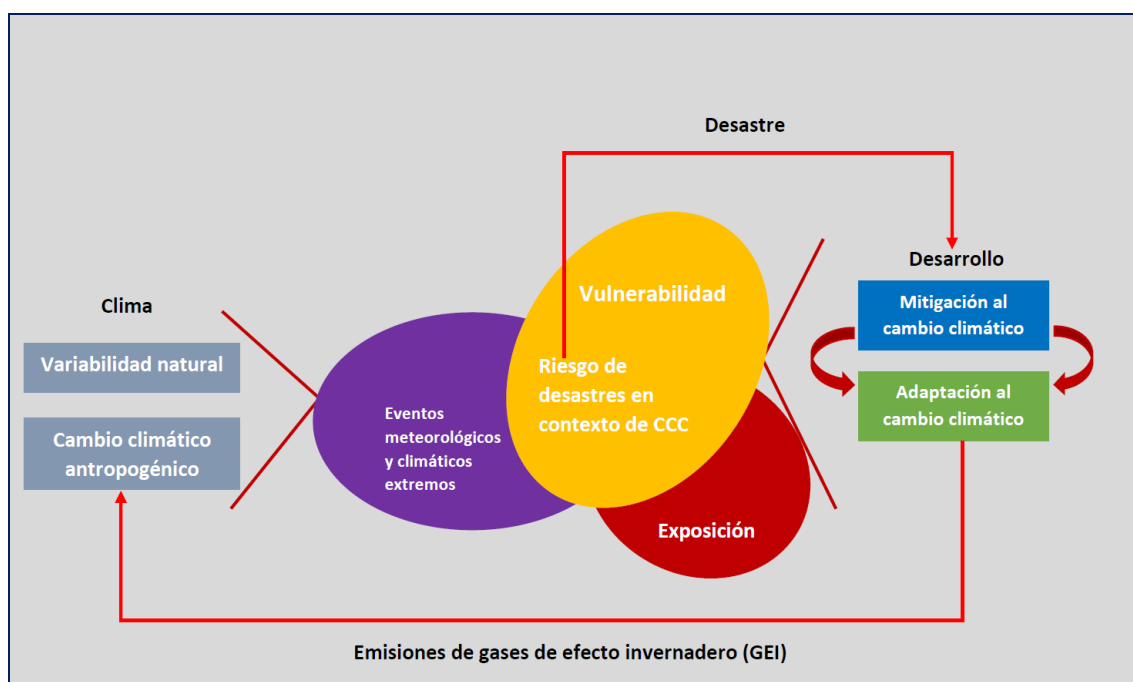 Desastre
Clima
Variabilidad natural
Cambio climático
antropogénico
Eventos
meteorológicos
y climáticos
extremos
Vulnerabilidad
Riesgo de
desastres en
contexto de CCC
Exposición
Desarrollo
Mitigación al
cambio climático
Adaptación al
cambio climático
Emisiones de gases de efecto invernadero (GEI)